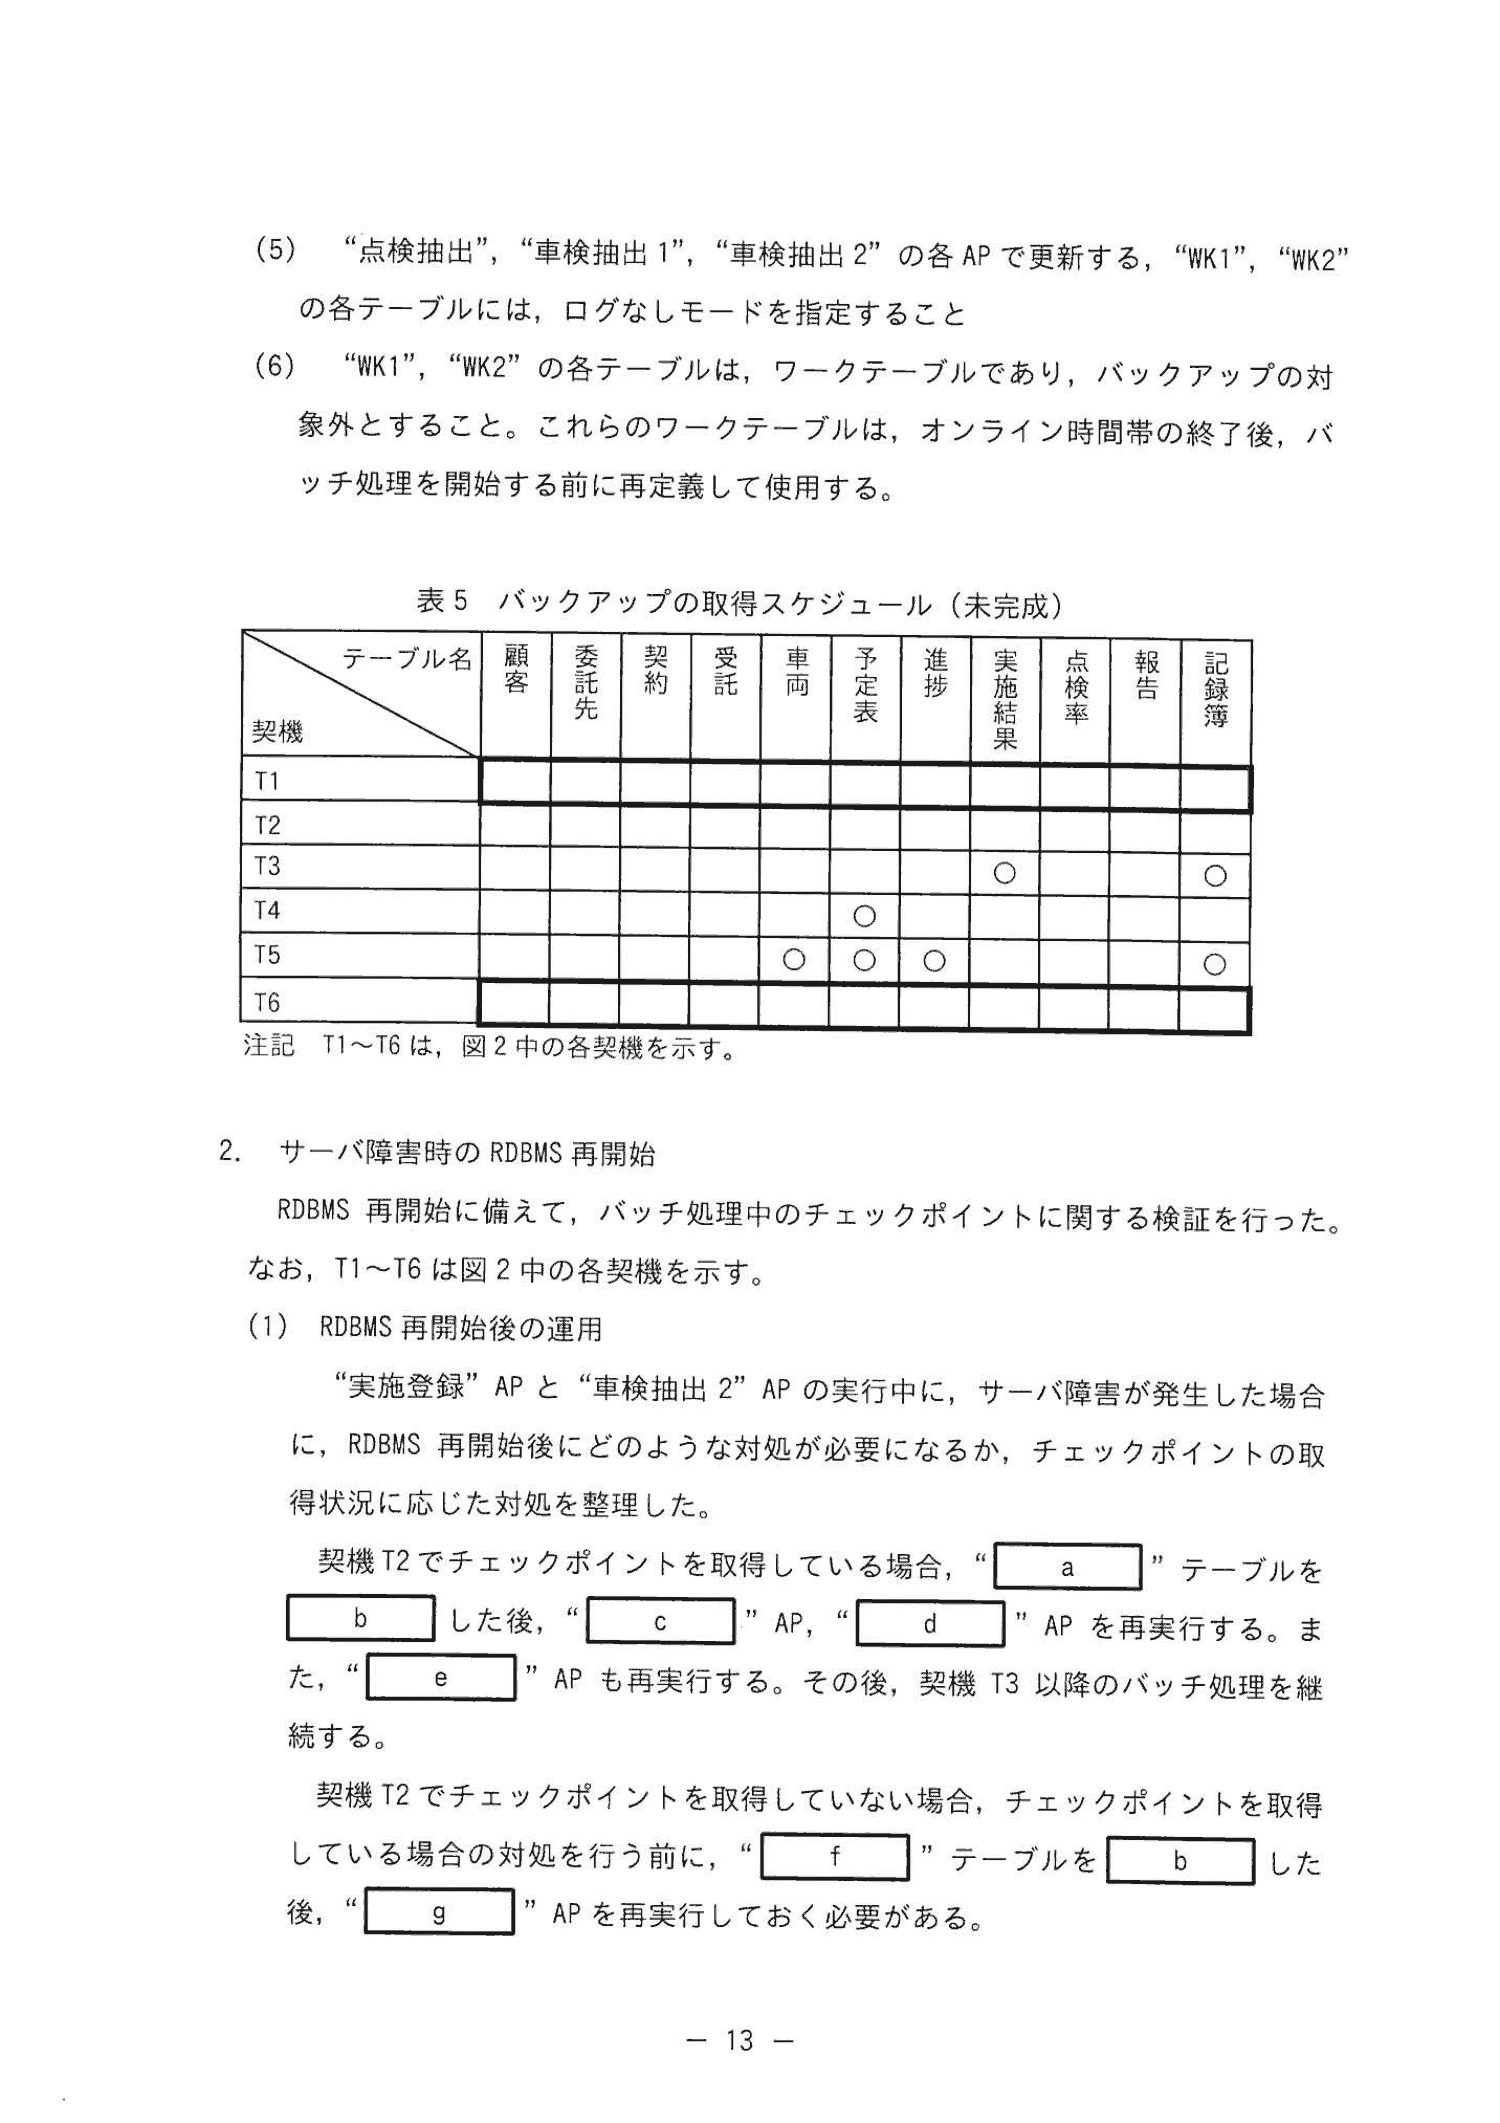 (5) “点検抽出”，“車検抽出1”，“車検抽出2” の各 AP で更新する，“WK1”，“WK2”
の各テーブルには，ログなしモードを指定すること
(6) “WK1”，“WK2” の各テーブルは，ワークテーブルであり，バックアップの対
象外とすること。これらのワークテーブルは，オンライン時間帯の終了後，バ
ッチ処理を開始する前に再定義して使用する。
表5 バックアップの取得スケジュール（未完成）
テーブル名 契機 顧客 委託先 契約 受託 車両 予定表 進捗 実施結果 点検率 報告 記録簿
T1
T2
T3 ○ ○
T4 ○
T5 ○ ○ ○ ○
T6
注記 T1～T6 は，図2中の各契機を示す。
2. サーバ障害時の RDBMS 再開始
RDBMS 再開始に備えて，バッチ処理中のチェックポイントに関する検証を行った。
なお，T1～T6 は図2中の各契機を示す。
(1) RDBMS 再開始後の運用
“実施登録” AP と “車検抽出2” AP の実行中に，サーバ障害が発生した場合
に，RDBMS 再開始後にどのような対処が必要になるか，チェックポイントの取
得状況に応じた対処を整理した。
契機 T2 でチェックポイントを取得している場合，“ a ” テーブルを
b した後，“ c ” AP，“ d ” AP を再実行する。ま
た，“ e ” AP も再実行する。その後，契機 T3 以降のバッチ処理を継
続する。
契機 T2 でチェックポイントを取得していない場合，チェックポイントを取得
している場合の対処を行う前に，“ f ” テーブルを b した
後，“ g ” AP を再実行しておく必要がある。
－ 13 －